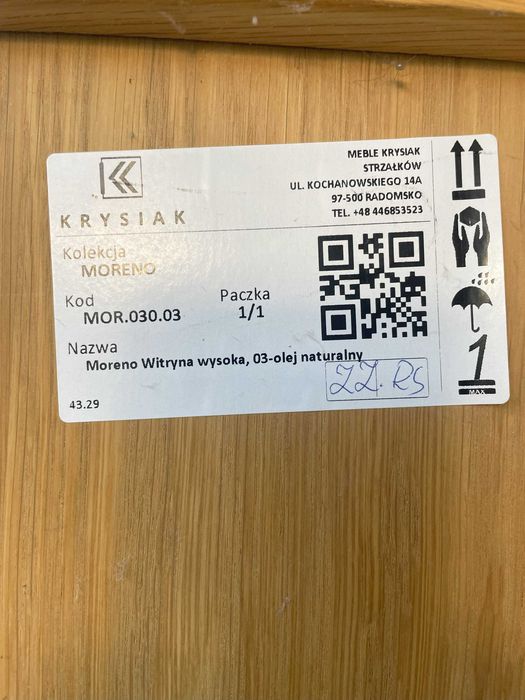 KRYSIAK
MEBLE KRYSIAK
STRZAŁKÓW
UL. KOCHANOWSKIEGO 14A
97-500 RADOMSKO
TEL. +48 446853523
Kolekcja
MORENO
Kod
MOR.030.03
Paczka
1/1
Nazwa
Moreno Witryna wysoka, 03-olej naturalny
ZZ. RS
43.29
1
MAX